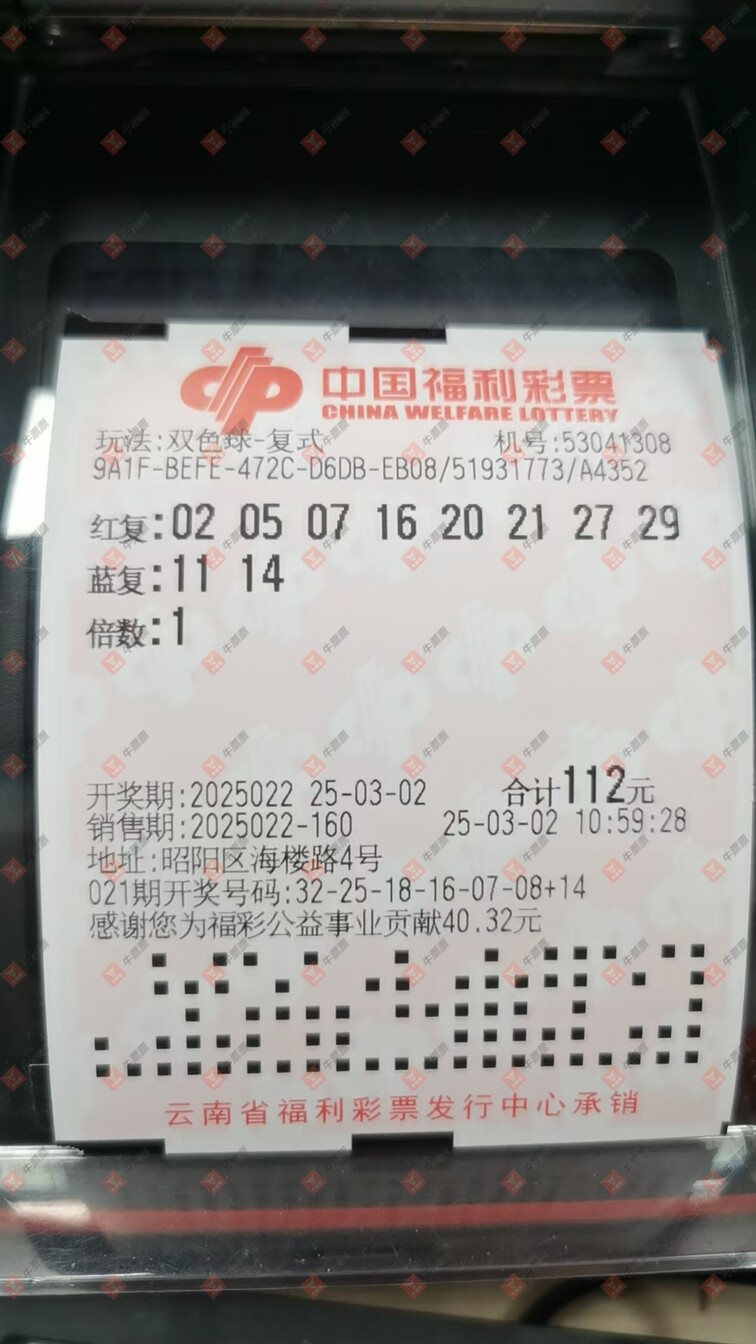 中国福利彩票
CHINA WELFARE LOTTERY
玩法:双色球-复式 机号:53041308
9A1F-BEFE-472C-D6DB-EB08/51931773/A4352
红复:02 05 07 16 20 21 27 29
蓝复:11 14
倍数:1
开奖期:2025022 25-03-02 合计112元
销售期:2025022-160 25-03-02 10:59:28
地址:昭阳区海楼路4号
021期开奖号码:32-25-18-16-07-08+14
感谢您为福彩公益事业贡献40.32元
云南省福利彩票发行中心承销